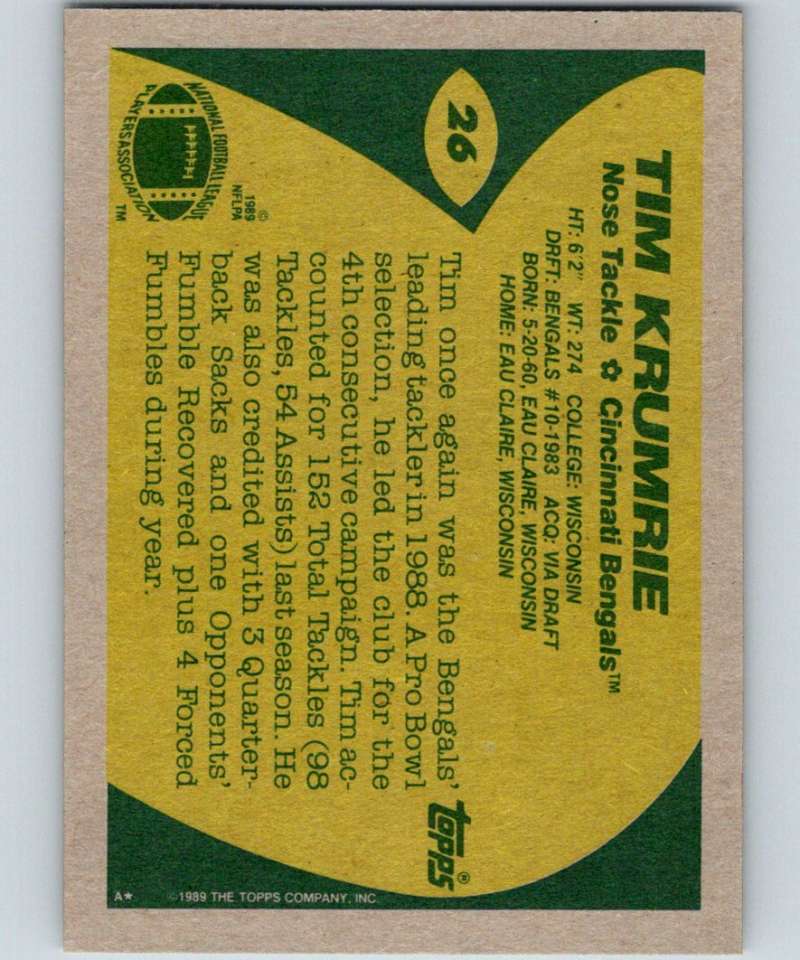 26
TIM KRUMRIE
Nose Tackle ✩ Cincinnati Bengals™
HT: 6'2" WT: 274 COLLEGE: WISCONSIN
DRFT: BENGALS #10-1983 ACQ: VIA DRAFT
BORN: 5-20-60, EAU CLAIRE, WISCONSIN
HOME: EAU CLAIRE, WISCONSIN
Tim once again was the Bengals'
leading tackler in 1988. A Pro Bowl
selection, he led the club for the
4th consecutive campaign. Tim ac-
counted for 152 Total Tackles (98
Tackles, 54 Assists) last season. He
was also credited with 3 Quarter-
back Sacks and one Opponents'
Fumble Recovered plus 4 Forced
Fumbles during year.
NATIONAL FOOTBALL LEAGUE
PLAYERS ASSOCIATION
TM
©
1989
NFLPA
topps®
A★ ©1989 THE TOPPS COMPANY, INC.